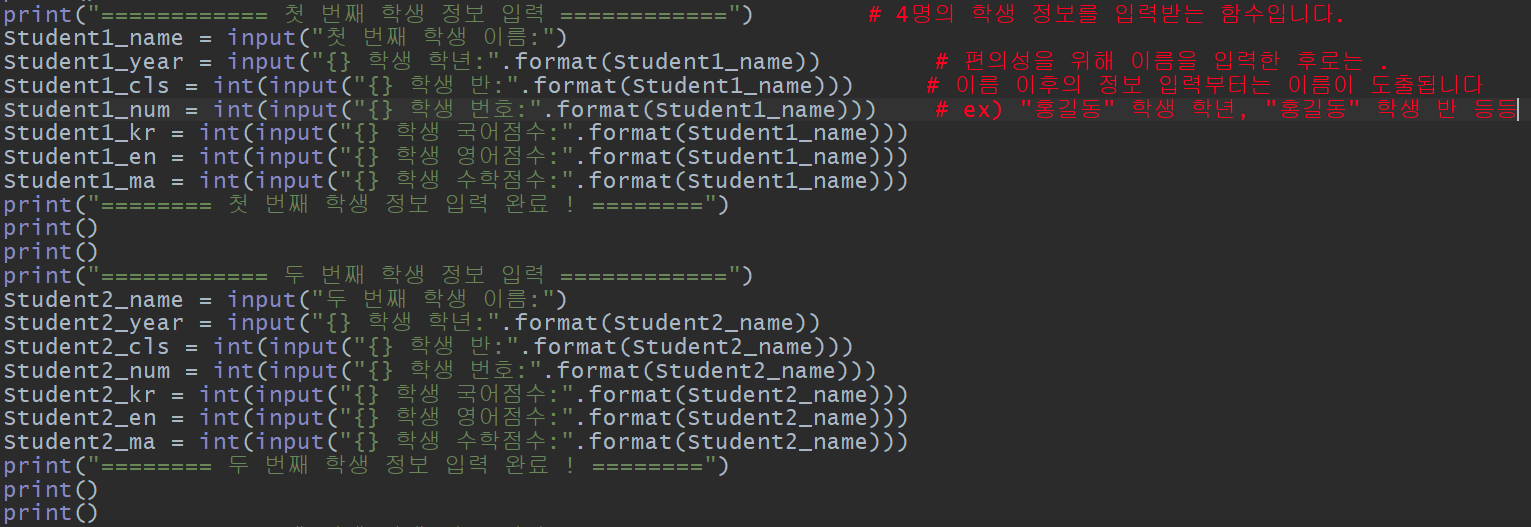 print("============ 첫 번째 학생 정보 입력 ============") # 4명의 학생 정보를 입력받는 함수입니다.
Student1_name = input("첫 번째 학생 이름:")
Student1_year = input("{} 학생 학년:".format(Student1_name)) # 편의성을 위해 이름을 입력한 후로는 .
Student1_cls = int(input("{} 학생 반:".format(Student1_name))) # 이름 이후의 정보 입력부터는 이름이 도출됩니다
Student1_num = int(input("{} 학생 번호:".format(Student1_name))) # ex) "홍길동" 학생 학년, "홍길동" 학생 반 등등
Student1_kr = int(input("{} 학생 국어점수:".format(Student1_name)))
Student1_en = int(input("{} 학생 영어점수:".format(Student1_name)))
Student1_ma = int(input("{} 학생 수학점수:".format(Student1_name)))
print("======== 첫 번째 학생 정보 입력 완료 ! ========")
print()
print()
print("============ 두 번째 학생 정보 입력 ============")
Student2_name = input("두 번째 학생 이름:")
Student2_year = input("{} 학생 학년:".format(Student2_name))
Student2_cls = int(input("{} 학생 반:".format(Student2_name)))
Student2_num = int(input("{} 학생 번호:".format(Student2_name)))
Student2_kr = int(input("{} 학생 국어점수:".format(Student2_name)))
Student2_en = int(input("{} 학생 영어점수:".format(Student2_name)))
Student2_ma = int(input("{} 학생 수학점수:".format(Student2_name)))
print("======== 두 번째 학생 정보 입력 완료 ! ========")
print()
print()